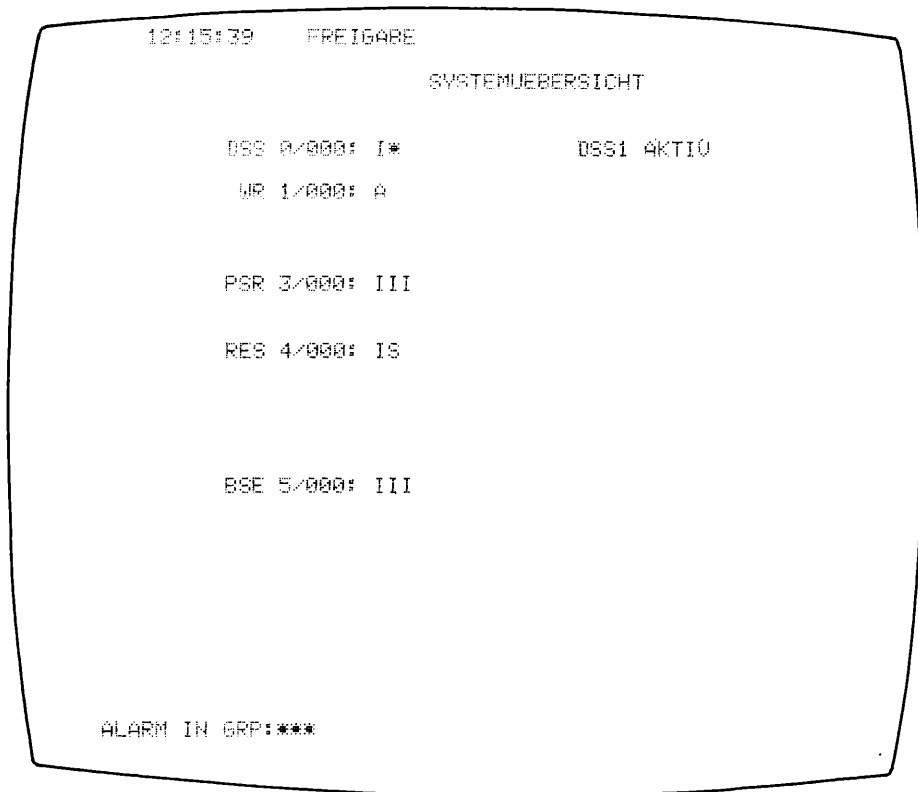 12:15:39 FREIGABE
SYSTEMUEBERSICHT
DSS 0/000: I* DSS1 AKTIV
WR 1/000: A
PSR 3/000: III
RES 4/000: IS
BSE 5/000: III
ALARM IN GRP:***